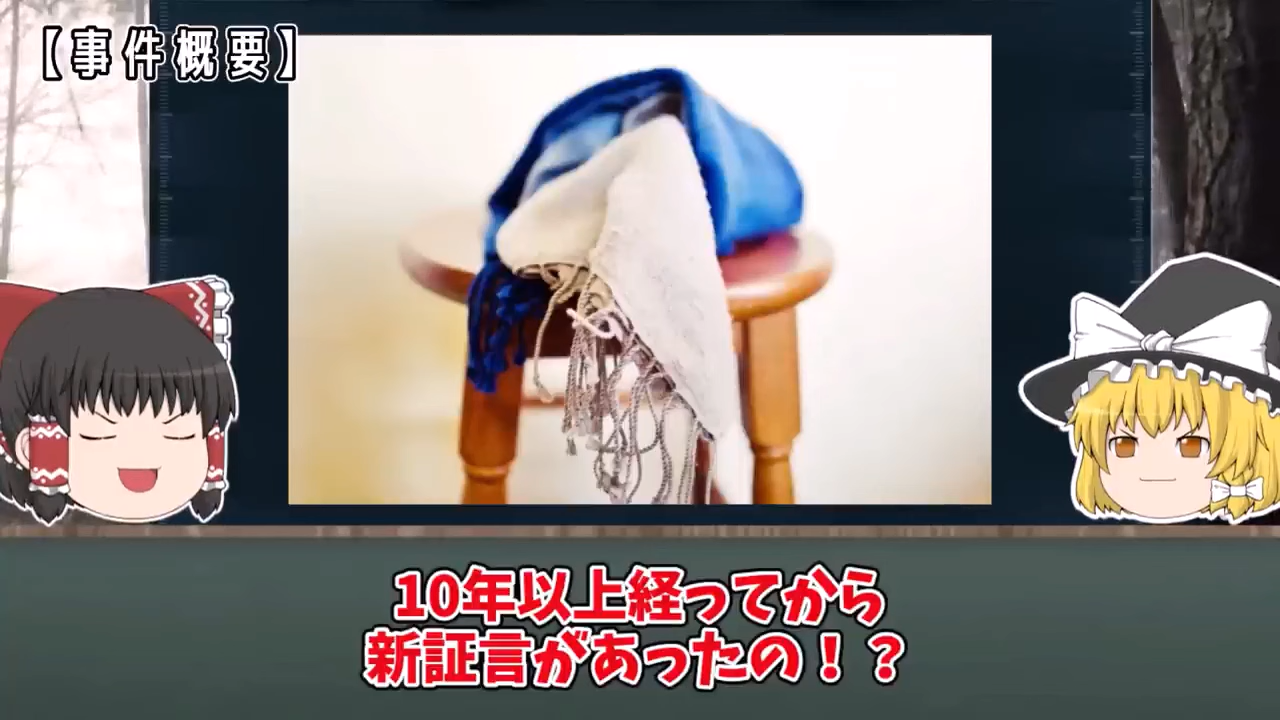 【事件概要】
10年以上経ってから
新証言があったの！？